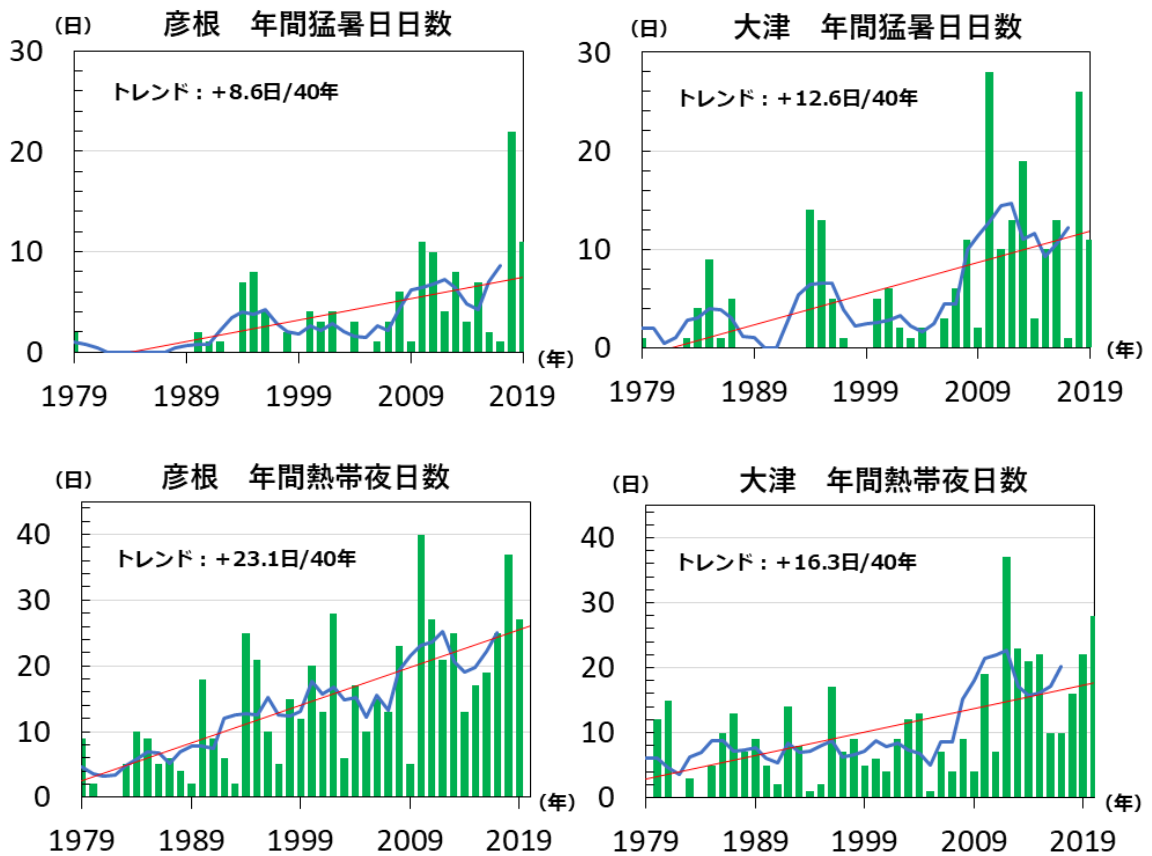 (日) 彦根　年間猛暑日日数
30
トレンド：＋8.6日/40年
20
10
0
(年)
1979 1989 1999 2009 2019
(日) 大津　年間猛暑日日数
30
トレンド：＋12.6日/40年
20
10
0
(年)
1979 1989 1999 2009 2019
(日) 彦根　年間熱帯夜日数
40
トレンド：＋23.1日/40年
30
20
10
0
(年)
1979 1989 1999 2009 2019
(日) 大津　年間熱帯夜日数
40
トレンド：＋16.3日/40年
30
20
10
0
(年)
1979 1989 1999 2009 2019